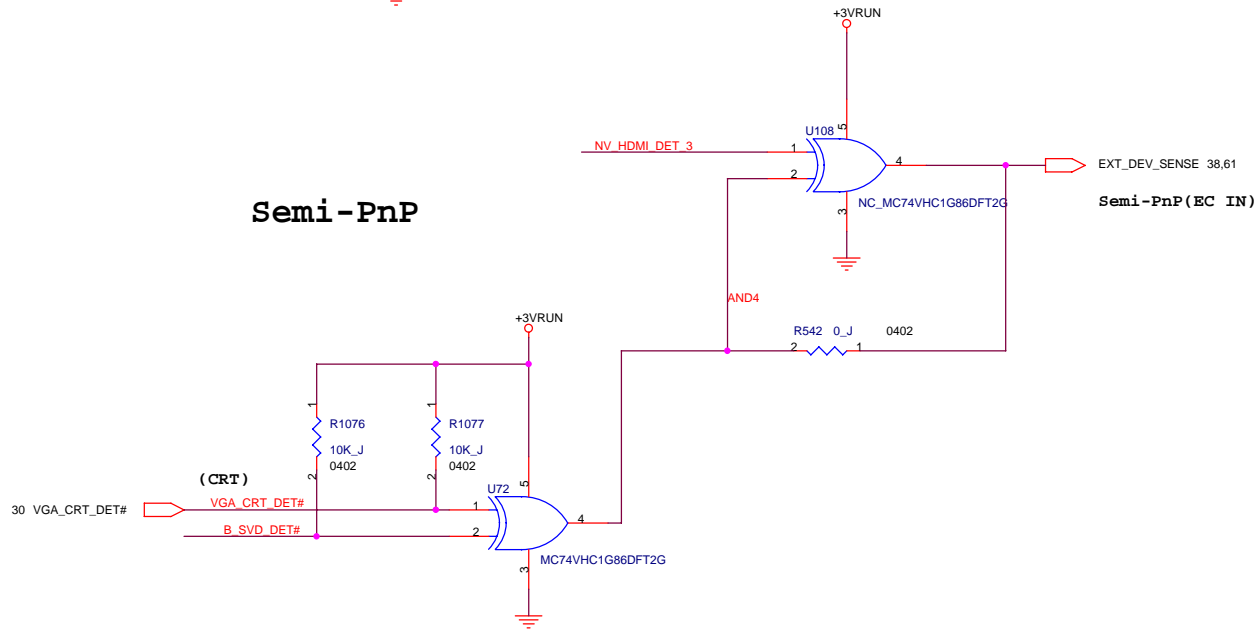 +3VRUN
5
U108
NV_HDMI_DET_3
1
4
EXT_DEV_SENSE 38,61
2
Semi-PnP
3
NC_MC74VHC1G86DFT2G
Semi-PnP(EC IN)
AND4
+3VRUN
R542 0_J 0402
2 1
1 1
R1076 R1077
10K_J 10K_J
0402 0402
2 2
(CRT)
5
U72
30 VGA_CRT_DET# VGA_CRT_DET#
1
4
B_SVD_DET#
2
MC74VHC1G86DFT2G
3